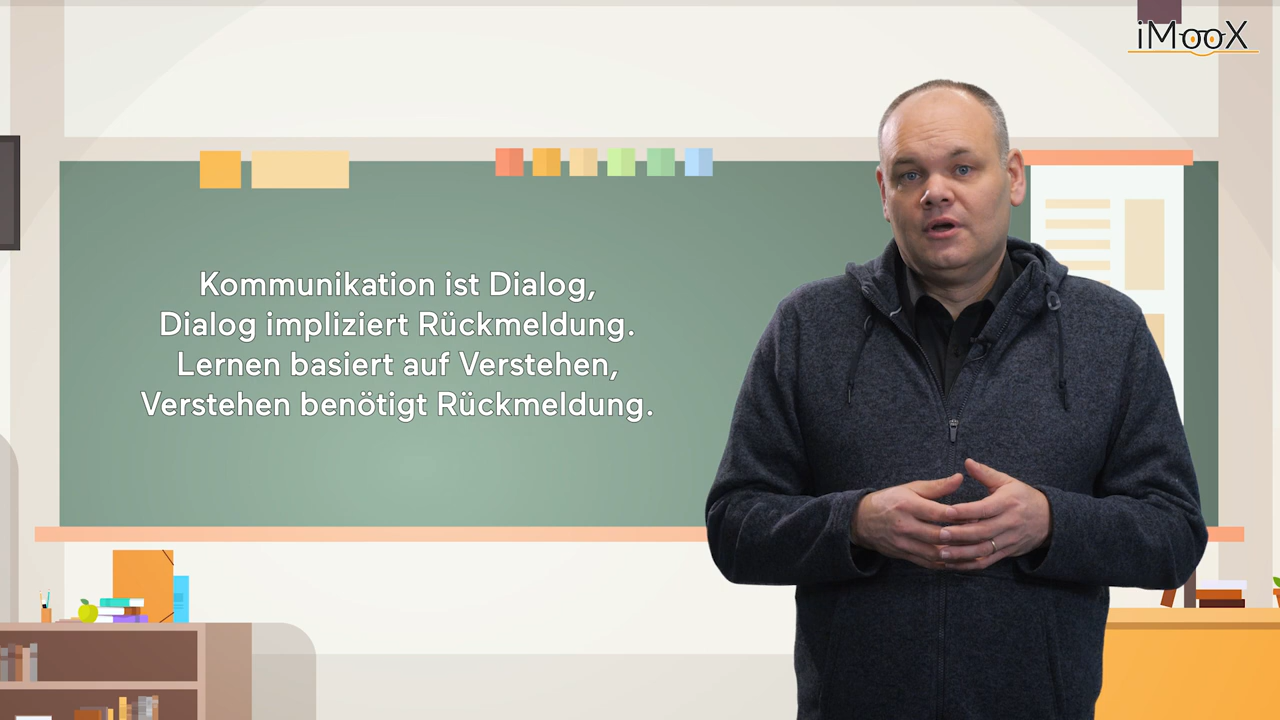 iMooX
Kommunikation ist Dialog,
Dialog impliziert Rückmeldung.
Lernen basiert auf Verstehen,
Verstehen benötigt Rückmeldung.